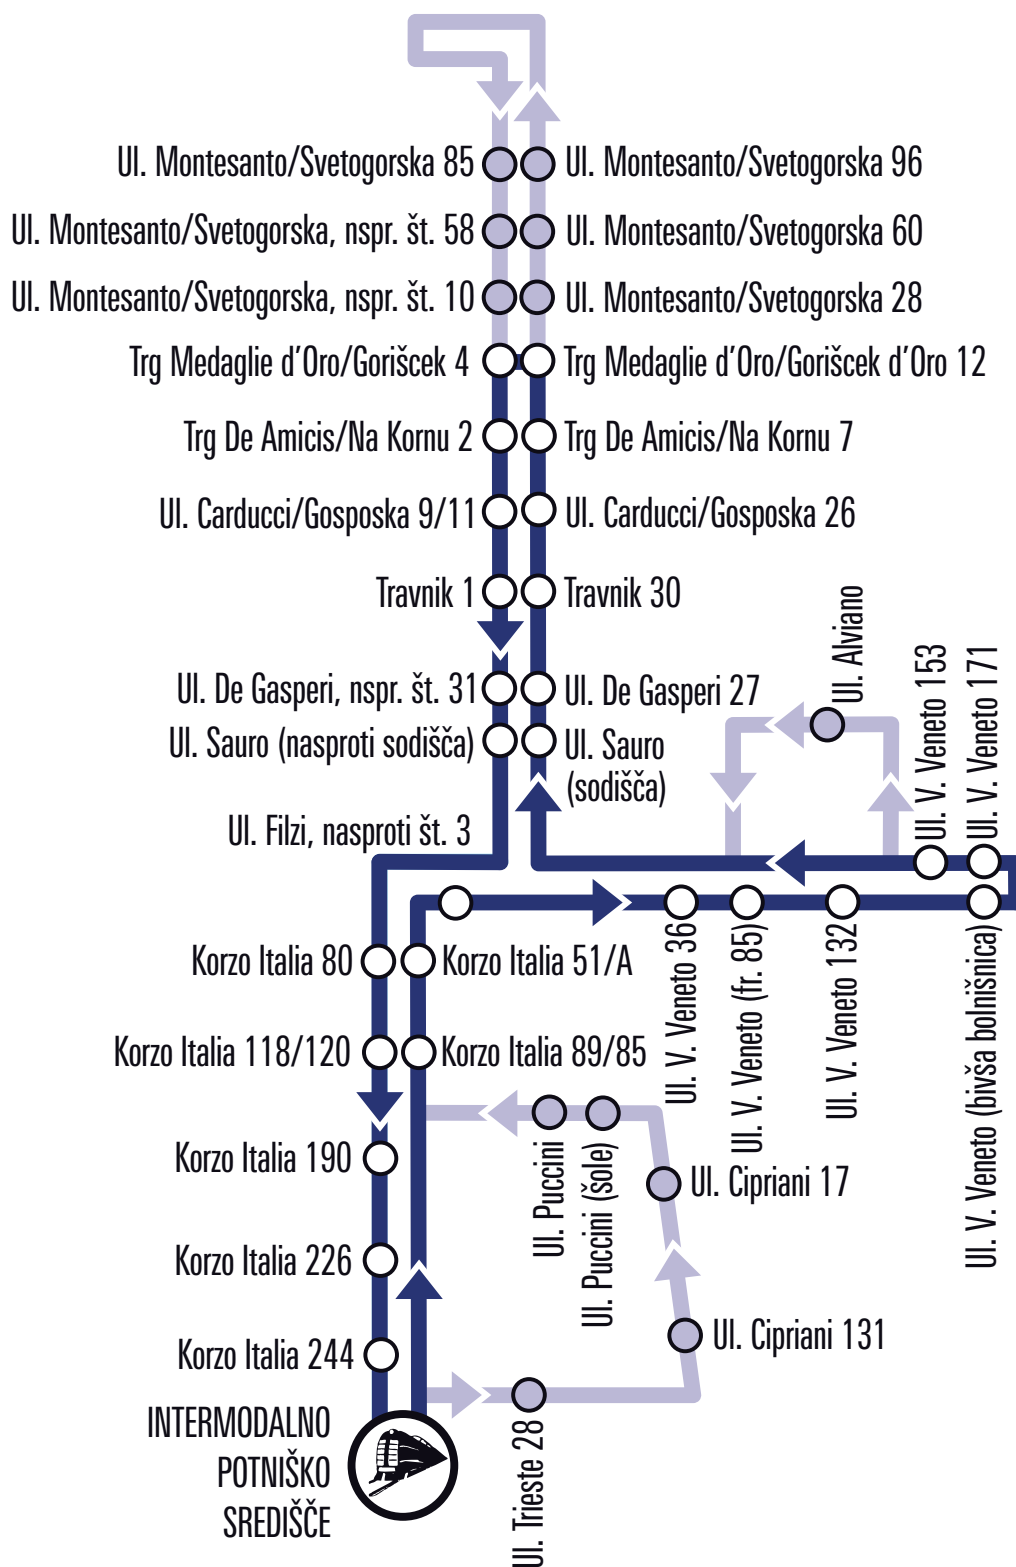 Ul. Montesanto/Svetogorska 85
Ul. Montesanto/Svetogorska 96
Ul. Montesanto/Svetogorska, nspr. št. 58
Ul. Montesanto/Svetogorska 60
Ul. Montesanto/Svetogorska, nspr. št. 10
Ul. Montesanto/Svetogorska 28
Trg Medaglie d'Oro/Gorišcek 4
Trg Medaglie d'Oro/Gorišcek d'Oro 12
Trg De Amicis/Na Kornu 2
Trg De Amicis/Na Kornu 7
Ul. Carducci/Gosposka 9/11
Ul. Carducci/Gosposka 26
Travnik 1
Travnik 30
Ul. De Gasperi, nspr. št. 31
Ul. De Gasperi 27
Ul. Sauro (nasproti sodišča)
Ul. Sauro
(sodišča)
Ul. Alviano
Ul. V. Veneto 153
Ul. V. Veneto 171
Ul. Filzi, nasproti št. 3
Korzo Italia 80
Korzo Italia 51/A
Korzo Italia 118/120
Korzo Italia 89/85
Ul. V. Veneto 36
Ul. V. Veneto (fr. 85)
Ul. V. Veneto 132
Ul. V. Veneto (bivša bolnišnica)
Korzo Italia 190
Ul. Puccini
Ul. Puccini (šole)
Ul. Cipriani 17
Korzo Italia 226
Ul. Cipriani 131
Korzo Italia 244
INTERMODALNO
POTNIŠKO
SREDIŠČE
Ul. Trieste 28